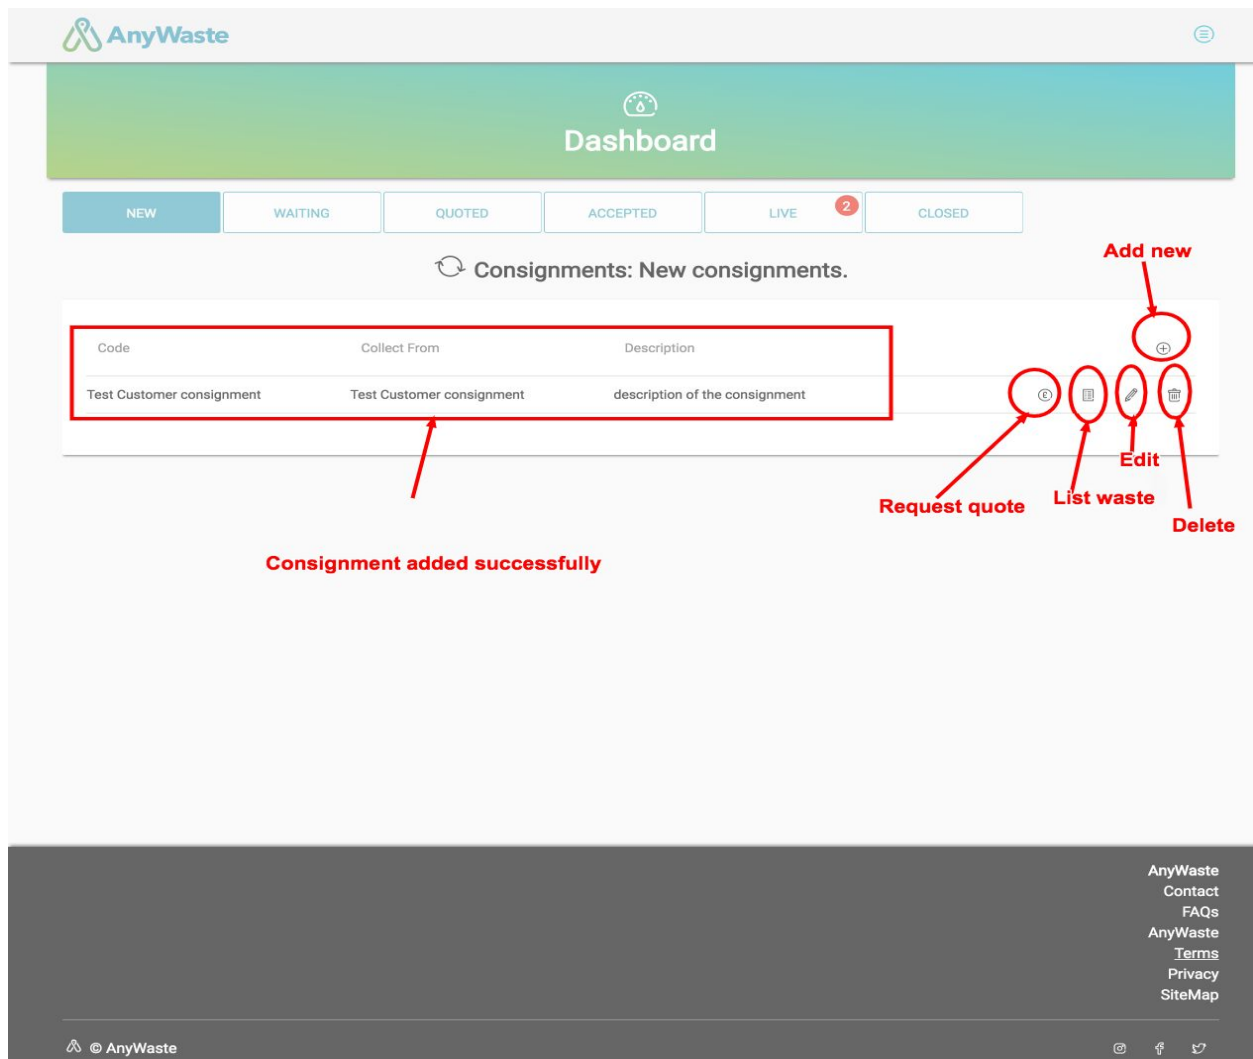 AnyWaste
Dashboard
NEW WAITING QUOTED ACCEPTED LIVE 2 CLOSED
Add new
Consignments: New consignments.
Code Collect From Description
Test Customer consignment Test Customer consignment description of the consignment £
Edit
List waste
Request quote
Delete
Consignment added successfully
AnyWaste
Contact
FAQs
AnyWaste
Terms
Privacy
SiteMap
© AnyWaste